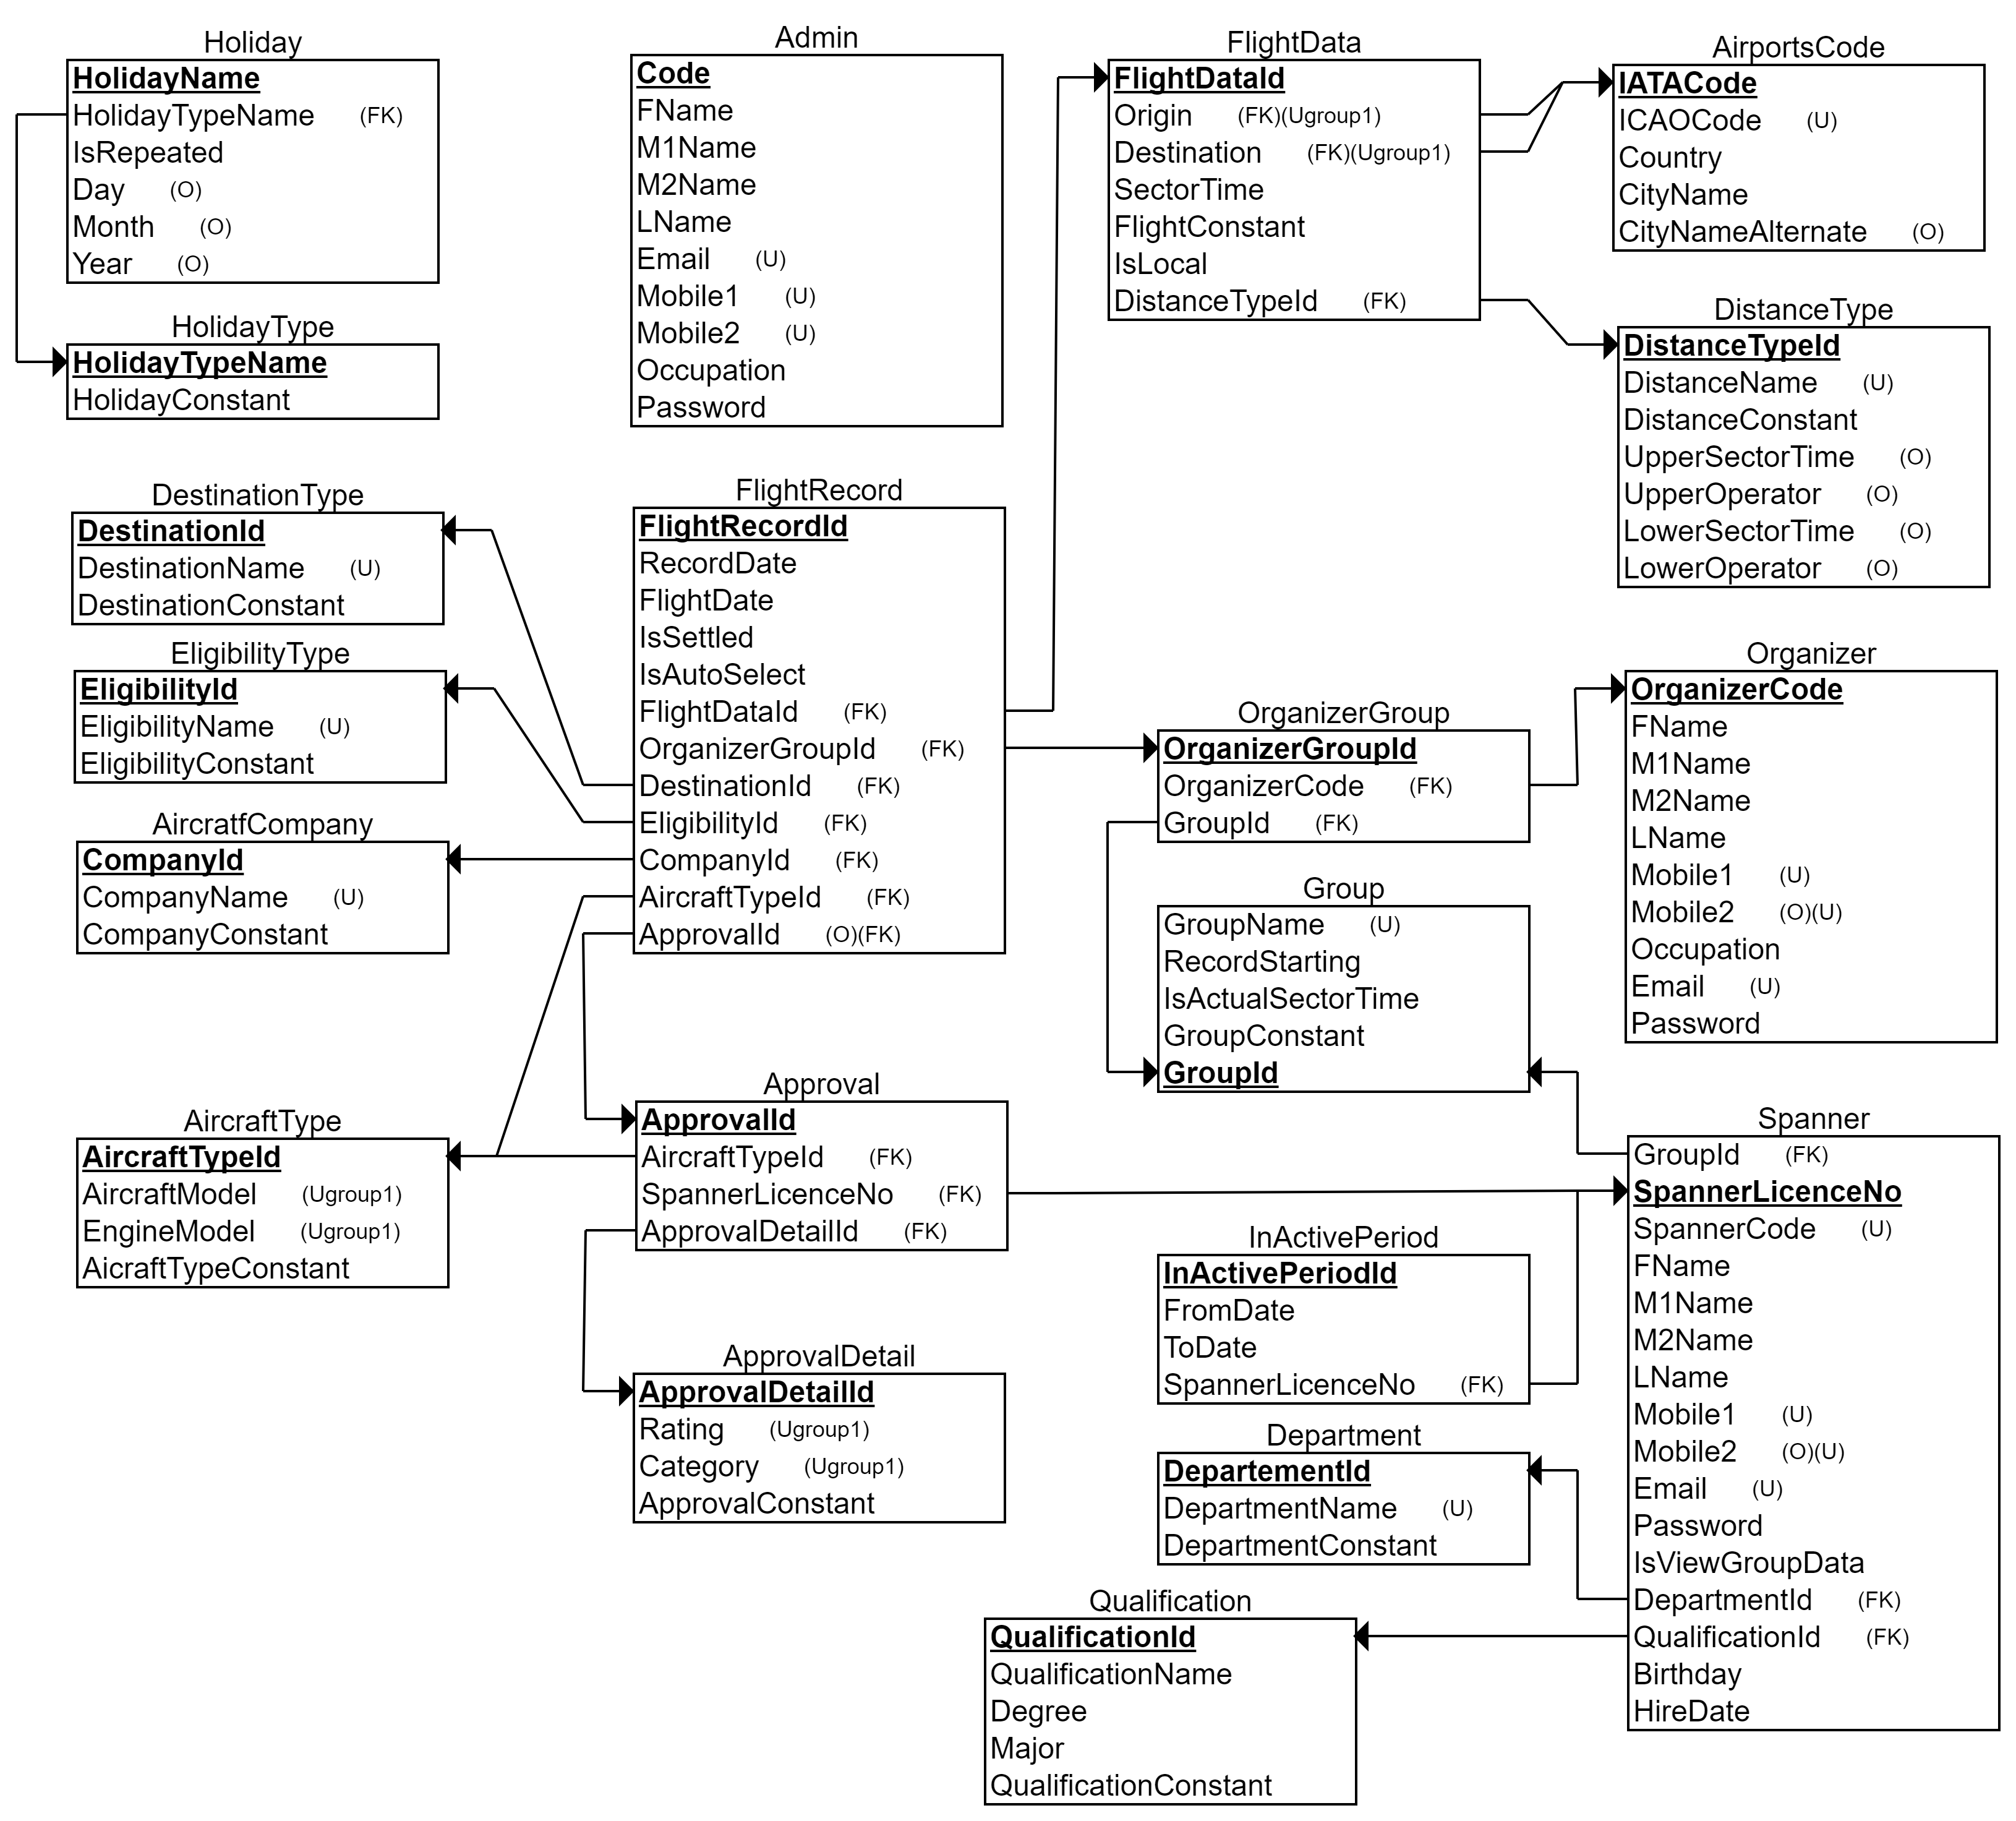 Holiday
HolidayName
HolidayTypeName (FK)
IsRepeated
Day (O)
Month (O)
Year (O)
HolidayType
HolidayTypeName
HolidayConstant
Admin
Code
FName
M1Name
M2Name
LName
Email (U)
Mobile1 (U)
Mobile2 (U)
Occupation
Password
FlightData
FlightDataId
Origin (FK)(Ugroup1)
Destination (FK)(Ugroup1)
SectorTime
FlightConstant
IsLocal
DistanceTypeId (FK)
AirportsCode
IATACode
ICAOCode (U)
Country
CityName
CityNameAlternate (O)
DistanceType
DistanceTypeId
DistanceName (U)
DistanceConstant
UpperSectorTime (O)
UpperOperator (O)
LowerSectorTime (O)
LowerOperator (O)
DestinationType
DestinationId
DestinationName (U)
DestinationConstant
EligibilityType
EligibilityId
EligibilityName (U)
EligibilityConstant
AircratfCompany
CompanyId
CompanyName (U)
CompanyConstant
FlightRecord
FlightRecordId
RecordDate
FlightDate
IsSettled
IsAutoSelect
FlightDataId (FK)
OrganizerGroupId (FK)
DestinationId (FK)
EligibilityId (FK)
CompanyId (FK)
AircraftTypeId (FK)
ApprovalId (O)(FK)
OrganizerGroup
OrganizerGroupId
OrganizerCode (FK)
GroupId (FK)
Organizer
OrganizerCode
FName
M1Name
M2Name
LName
Mobile1 (U)
Mobile2 (O)(U)
Occupation
Email (U)
Password
Group
GroupName (U)
RecordStarting
IsActualSectorTime
GroupConstant
GroupId
AircraftType
AircraftTypeId
AircraftModel (Ugroup1)
EngineModel (Ugroup1)
AicraftTypeConstant
Approval
ApprovalId
AircraftTypeId (FK)
SpannerLicenceNo (FK)
ApprovalDetailId (FK)
ApprovalDetail
ApprovalDetailId
Rating (Ugroup1)
Category (Ugroup1)
ApprovalConstant
InActivePeriod
InActivePeriodId
FromDate
ToDate
SpannerLicenceNo (FK)
Department
DepartementId
DepartmentName (U)
DepartmentConstant
Qualification
QualificationId
QualificationName
Degree
Major
QualificationConstant
Spanner
GroupId (FK)
SpannerLicenceNo
SpannerCode (U)
FName
M1Name
M2Name
LName
Mobile1 (U)
Mobile2 (O)(U)
Email (U)
Password
IsViewGroupData
DepartmentId (FK)
QualificationId (FK)
Birthday
HireDate